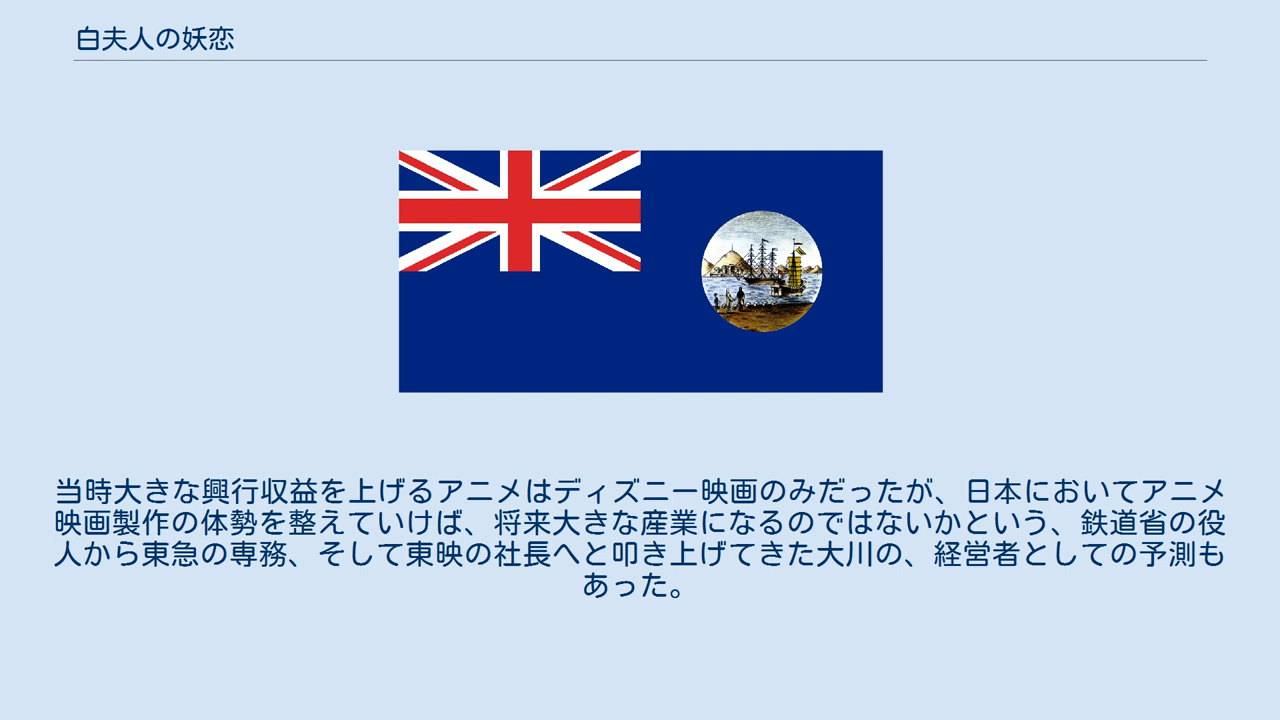 白夫人の妖恋
当時大きな興行収益を上げるアニメはディズニー映画のみだったが、日本においてアニメ
映画製作の体勢を整えていけば、将来大きな産業になるのではないかという、鉄道省の役
人から東急の専務、そして東映の社長へと叩き上げてきた大川の、経営者としての予測も
あった。